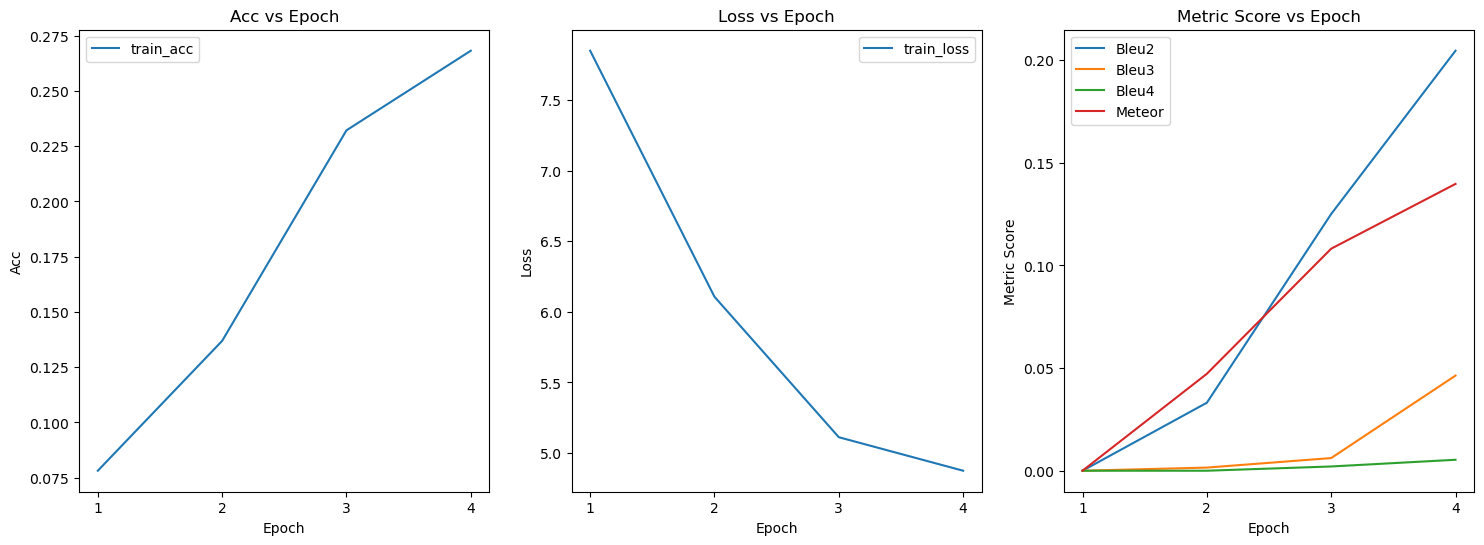 Acc vs Epoch
train_acc
0.275
0.250
0.225
0.200
0.175
0.150
0.125
0.100
0.075
Acc
1 2 3 4
Epoch
Loss vs Epoch
train_loss
7.5
7.0
6.5
6.0
5.5
5.0
Loss
1 2 3 4
Epoch
Metric Score vs Epoch
Bleu2
Bleu3
Bleu4
Meteor
0.20
0.15
0.10
0.05
0.00
Metric Score
1 2 3 4
Epoch